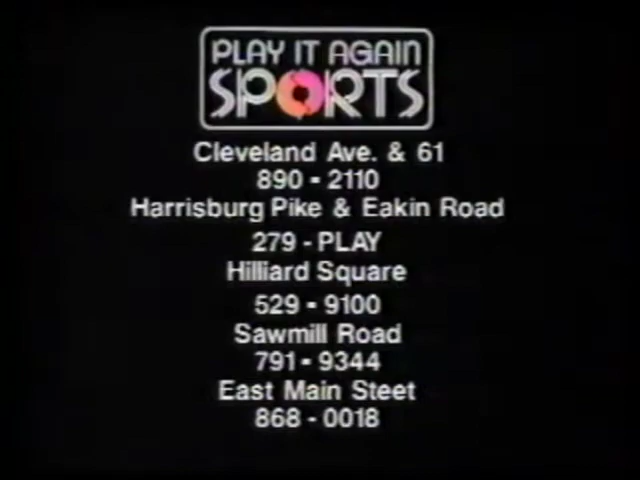 PLAY IT AGAIN
SPORTS
Cleveland Ave. & 61
890 - 2110
Harrisburg Pike & Eakin Road
279 - PLAY
Hilliard Square
529 - 9100
Sawmill Road
791 - 9344
East Main Steet
868 - 0018